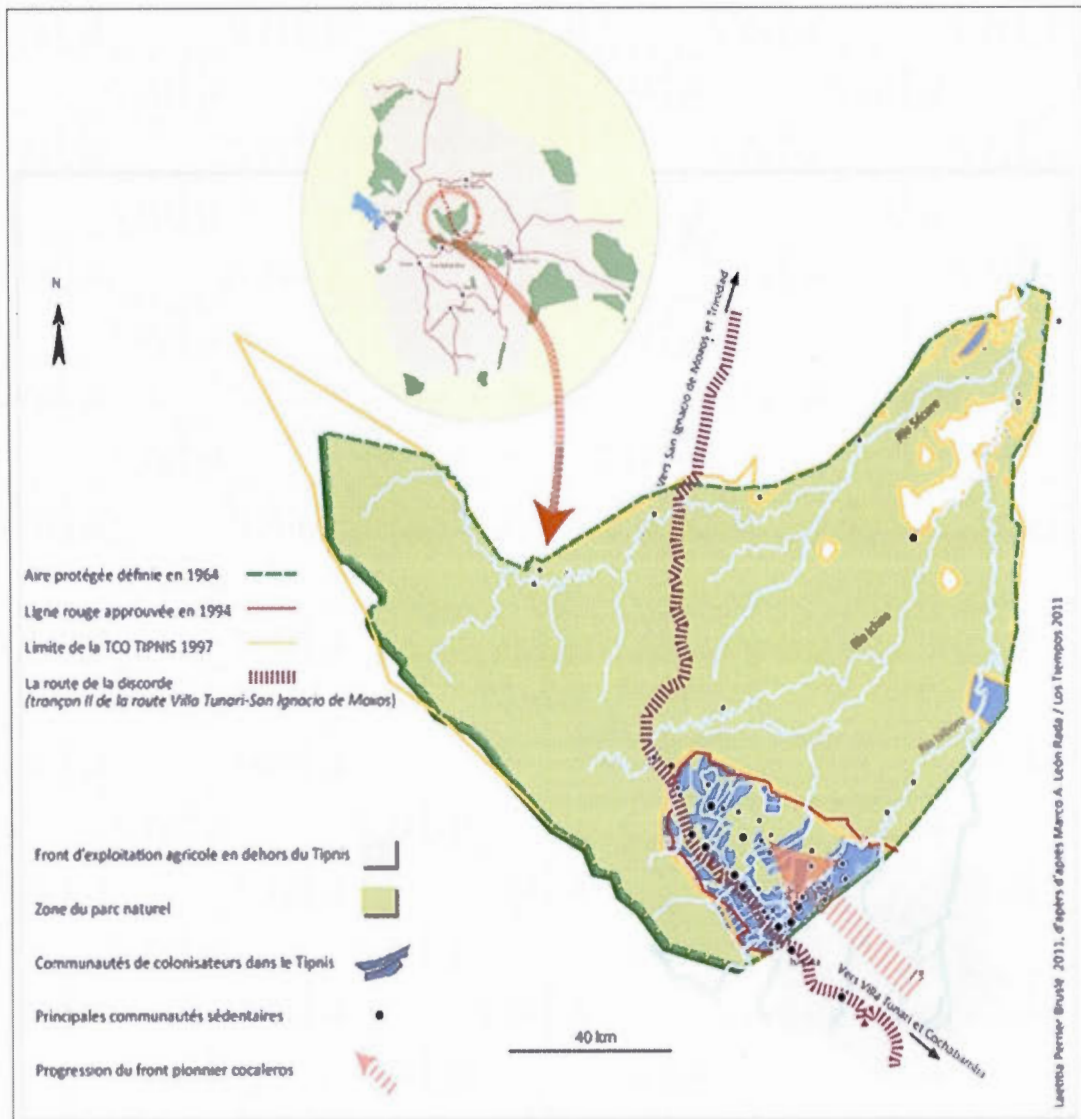 N
Vers San Ignacio de Moxos et Trinidad
Rio Sécure
Aire protégée définie en 1964
Ligne rouge approuvée en 1994
Limite de la TCO TIPNIS 1997
La route de la discorde
(tronçon II de la route Villa Tunari-San Ignacio de Moxos)
Rio Ichoa
Rio Isiboro
Front d'exploitation agricole en dehors du Tipnis
Zone du parc naturel
Communautés de colonisateurs dans le Tipnis
Principales communautés sédentaires
Progression du front pionnier cocaleros
40 km
Vers Villa Tunari et Cochabamba
Laetitia Perrier Bruslé 2011, d'après d'après Marco A. León Rada / Los Tiempos 2011